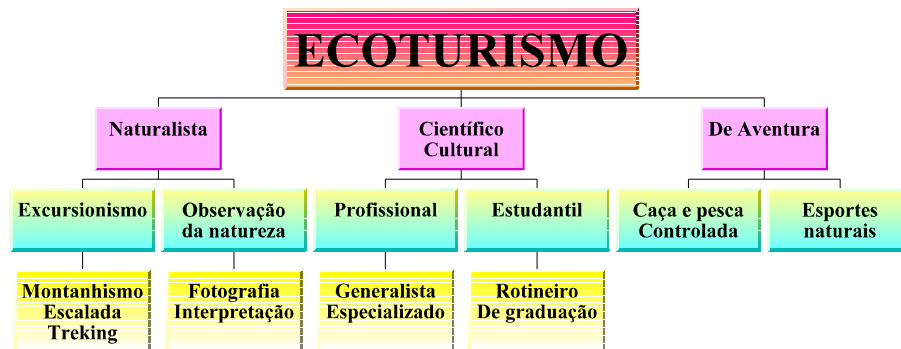 ECOTURISMO
Naturalista
Científico
Cultural
De Aventura
Excursionismo
Observação
da natureza
Profissional
Estudantil
Caça e pesca
Controlada
Esportes
naturais
Montanhismo
Escalada
Treking
Fotografia
Interpretação
Generalista
Especializado
Rotineiro
De graduação